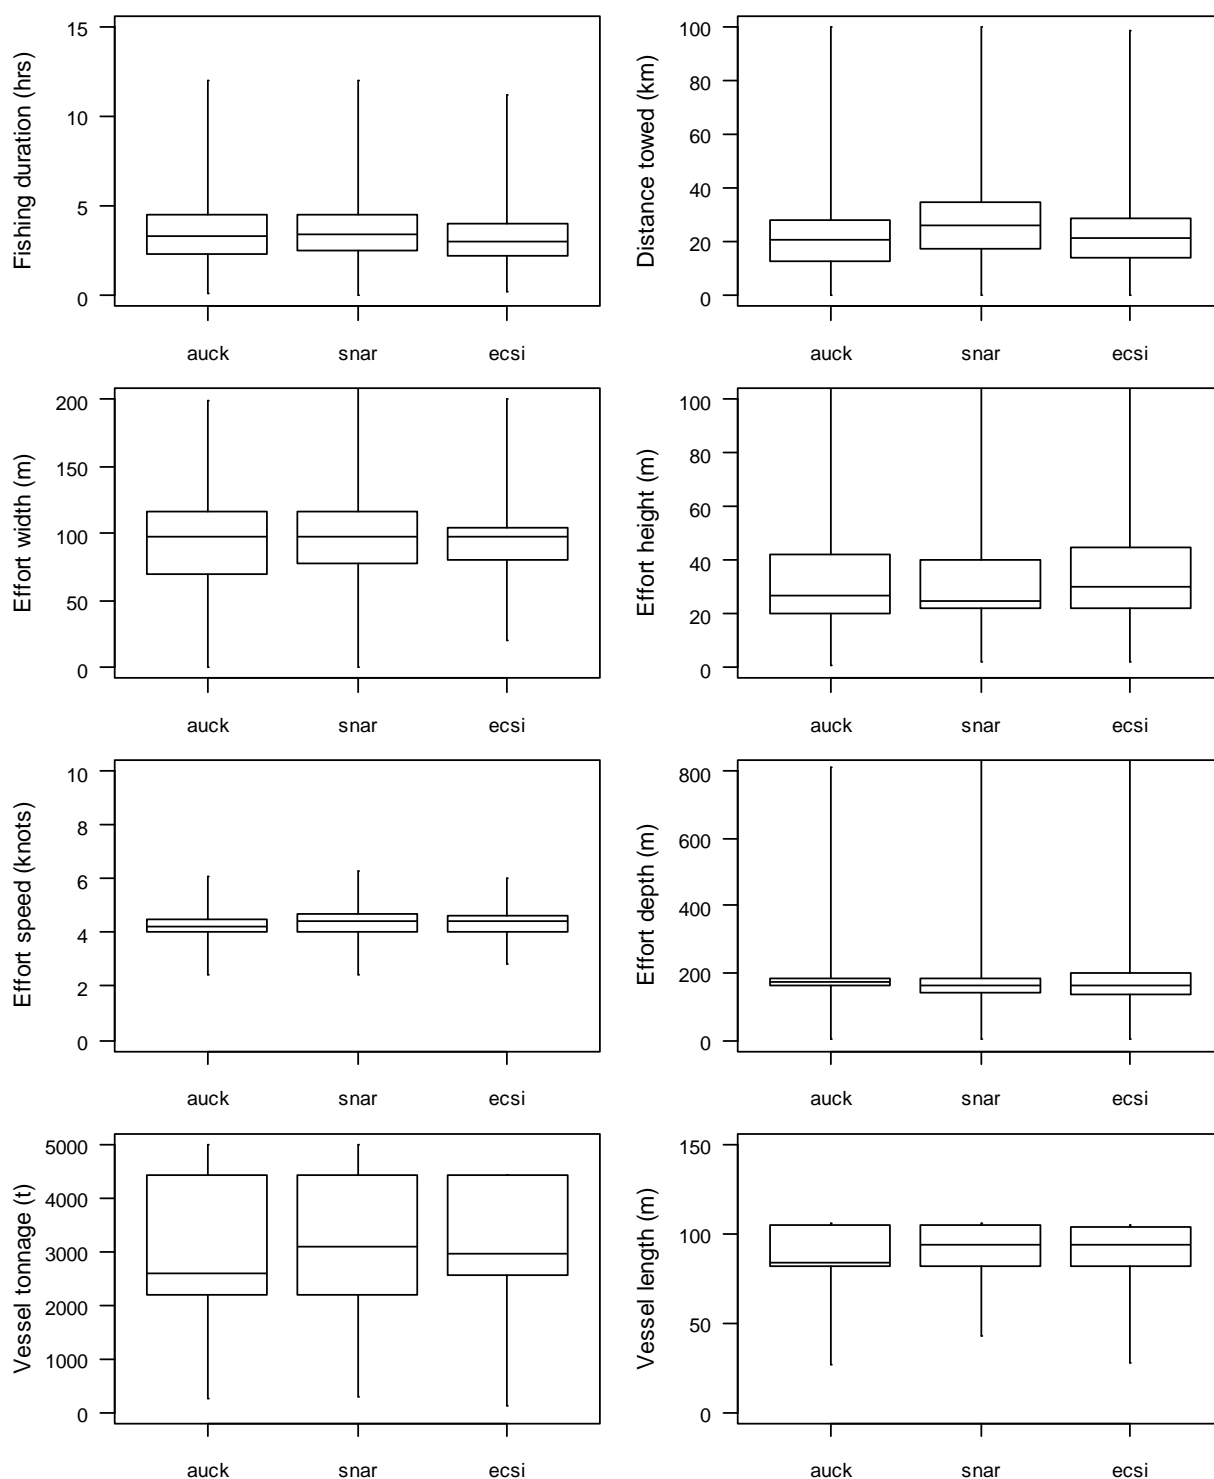 Fishing duration (hrs)
15
10
5
0
auck snar ecsi
Distance towed (km)
100
80
60
40
20
0
auck snar ecsi
Effort width (m)
200
150
100
50
0
auck snar ecsi
Effort height (m)
100
80
60
40
20
0
auck snar ecsi
Effort speed (knots)
10
8
6
4
2
0
auck snar ecsi
Effort depth (m)
800
600
400
200
0
auck snar ecsi
Vessel tonnage (t)
5000
4000
3000
2000
1000
0
auck snar ecsi
Vessel length (m)
150
100
50
0
auck snar ecsi